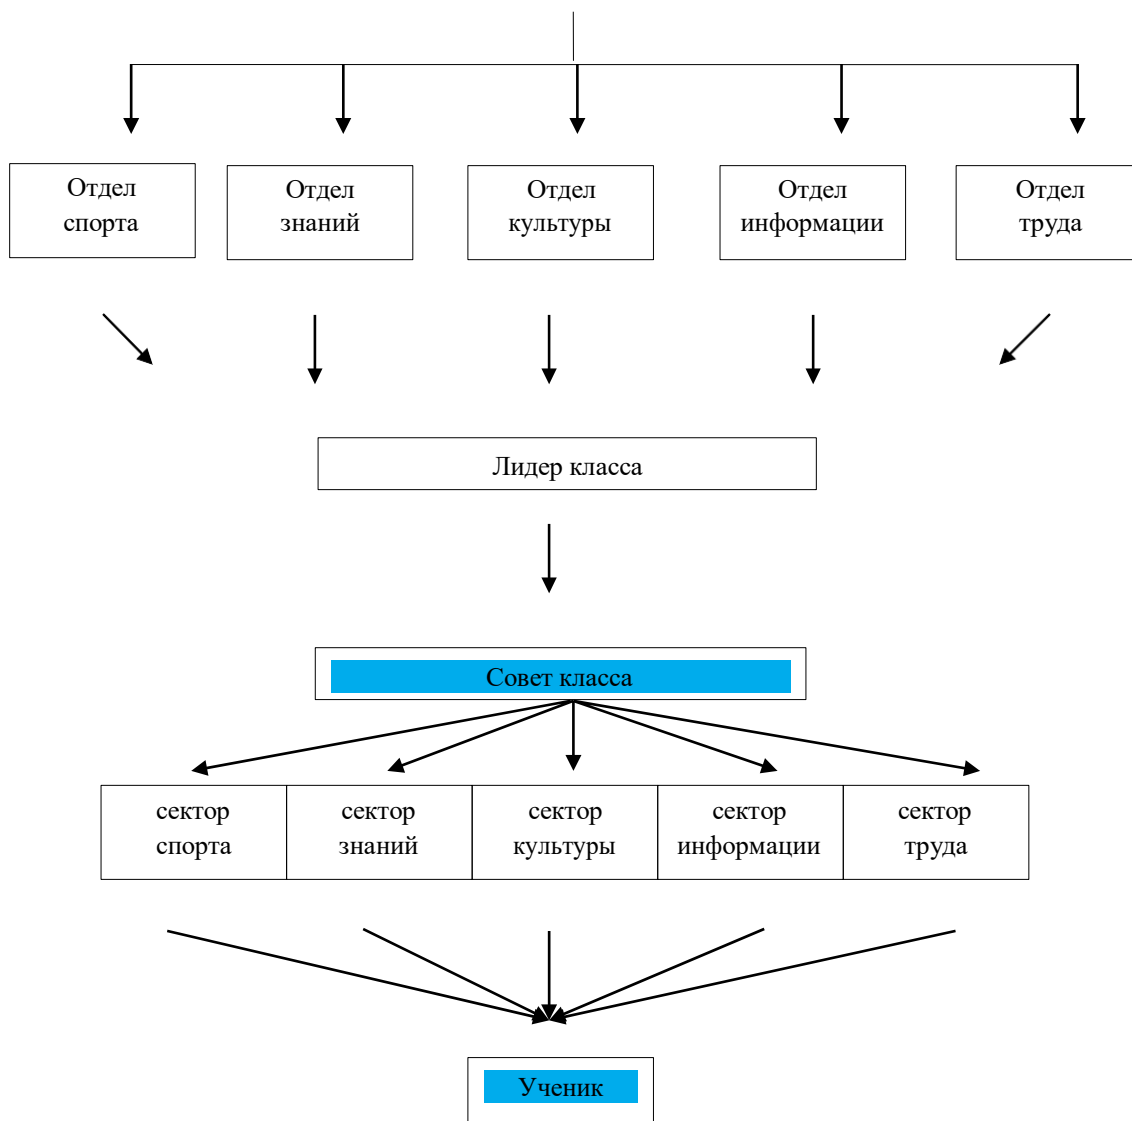 Отдел
спорта
Отдел
знаний
Отдел
культуры
Отдел
информации
Отдел
труда
Лидер класса
Совет класса
сектор
спорта
сектор
знаний
сектор
культуры
сектор
информации
сектор
труда
Ученик